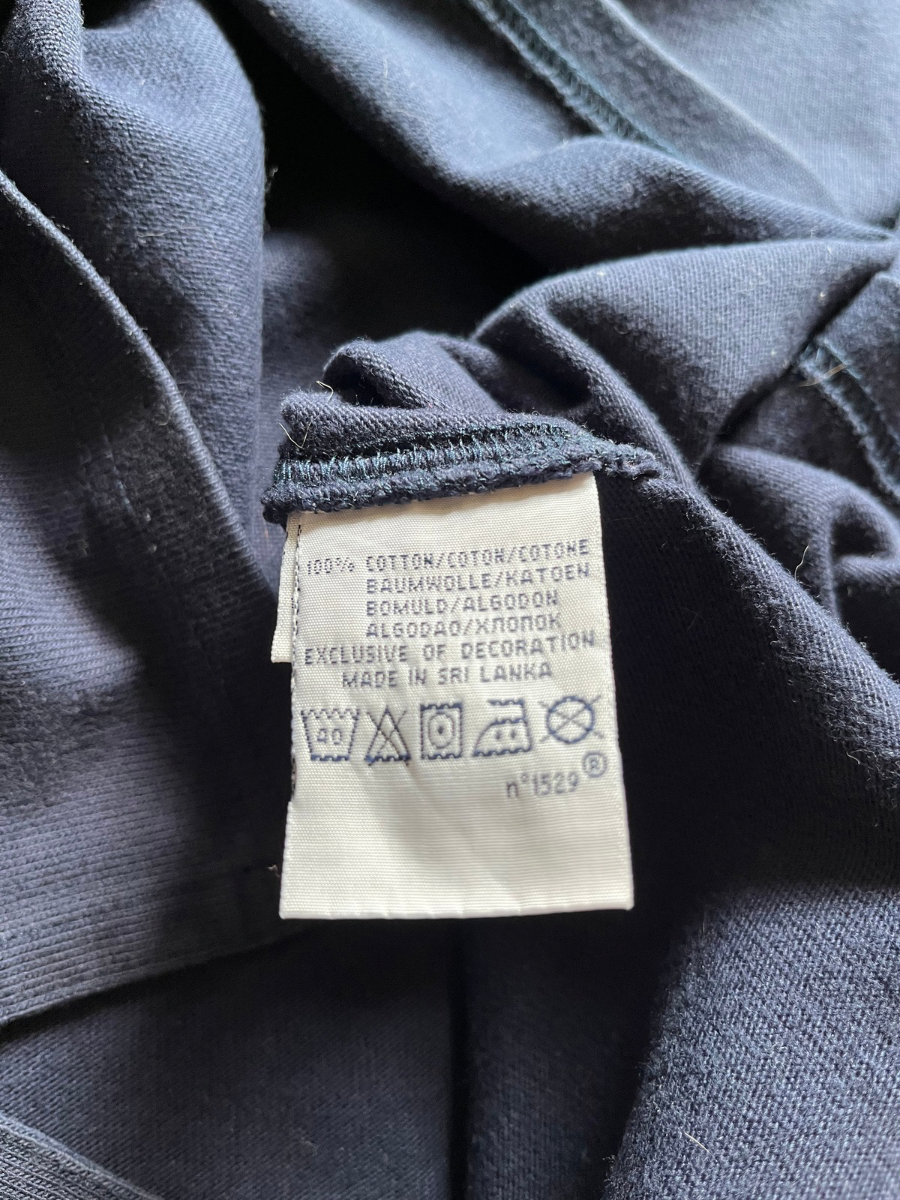 100% COTTON/COTON/COTONE
BAUMWOLLE/KATOEN
BOMULD/ALGODON
ALGODAO/ХЛОПОК
EXCLUSIVE OF DECORATION
MADE IN SRI LANKA
40
n°1529®